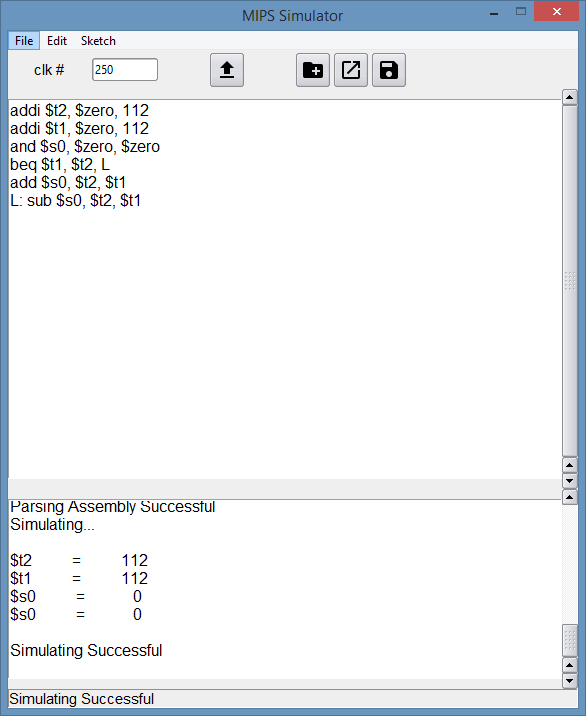 MIPS Simulator
File Edit Sketch
clk # 250
addi $t2, $zero, 112
addi $t1, $zero, 112
and $s0, $zero, $zero
beq $t1, $t2, L
add $s0, $t2, $t1
L: sub $s0, $t2, $t1
Parsing Assembly Successful
Simulating...
$t2 = 112
$t1 = 112
$s0 = 0
$s0 = 0
Simulating Successful
Simulating Successful